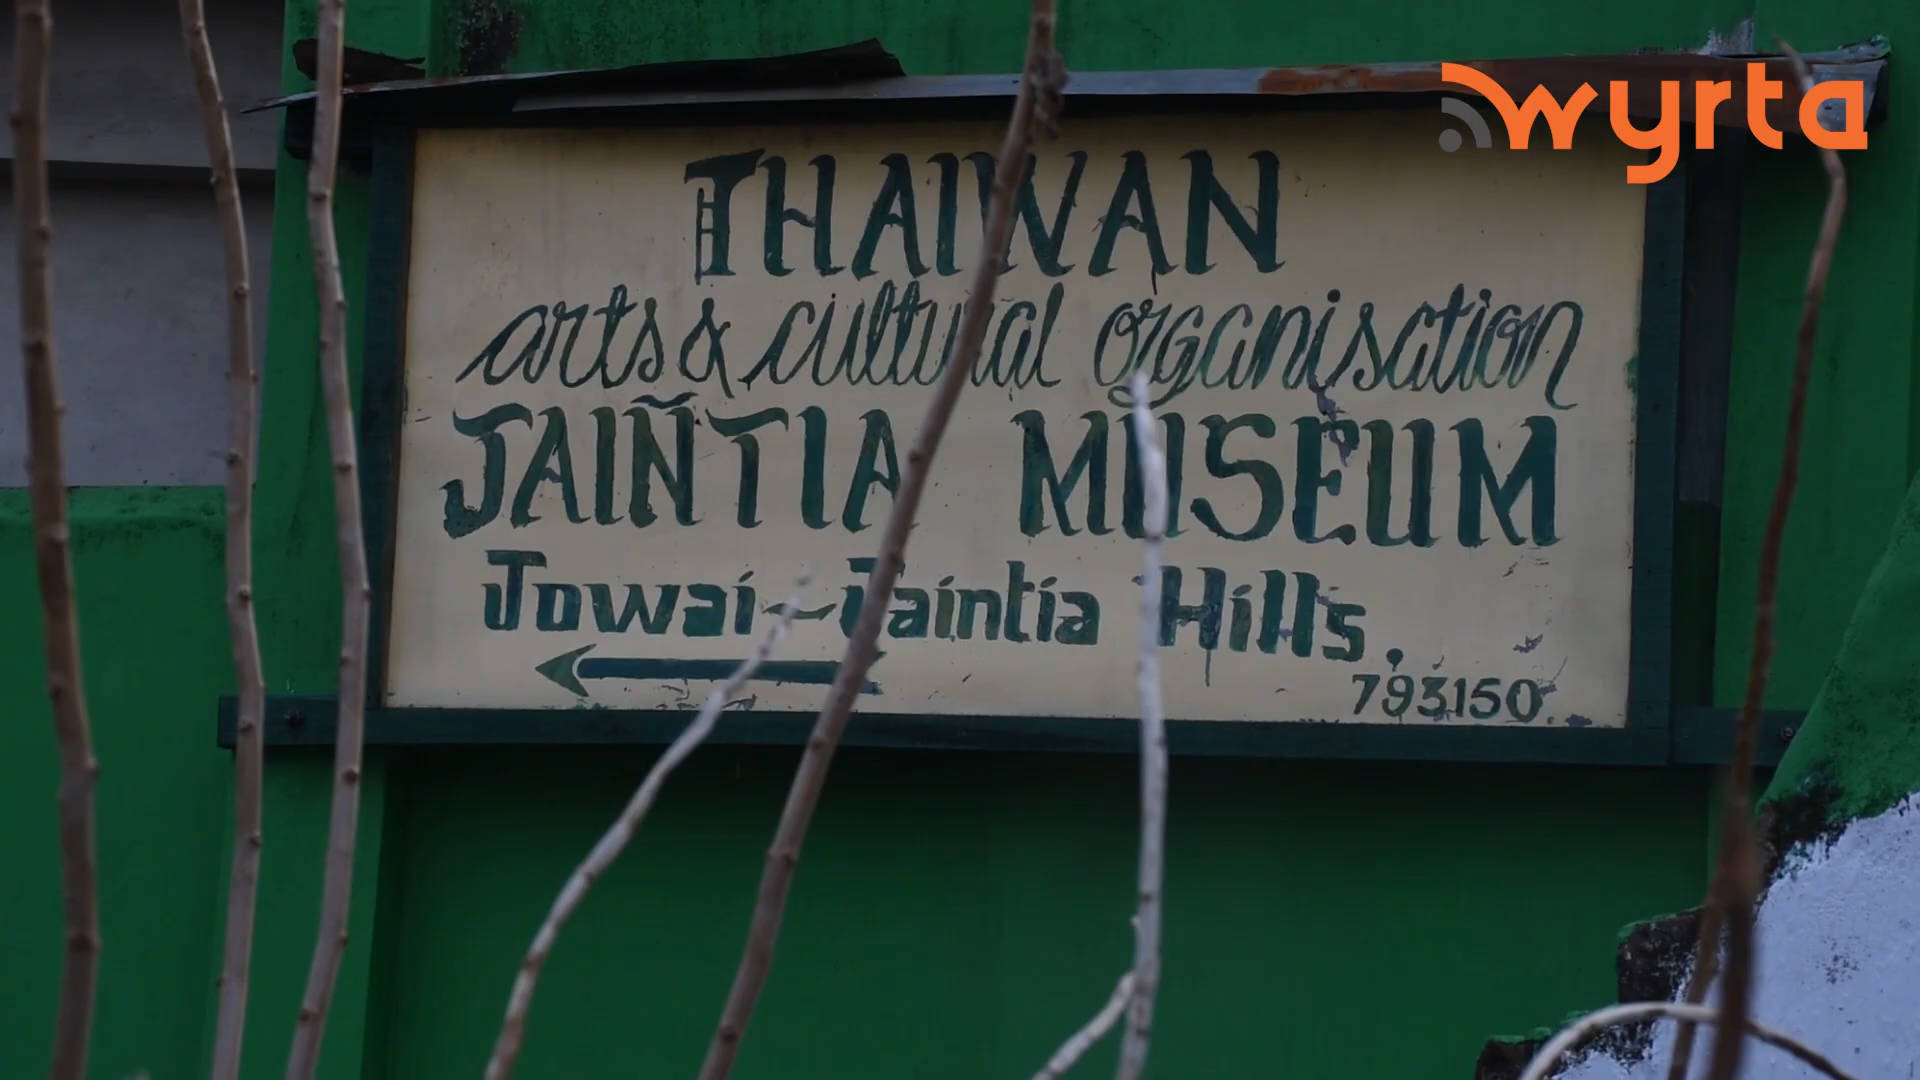 wyrta
THAIWAN
arts & cultural organisation
JAIÑTIA MUSEUM
Jowai~Jaintia Hills.
793150.